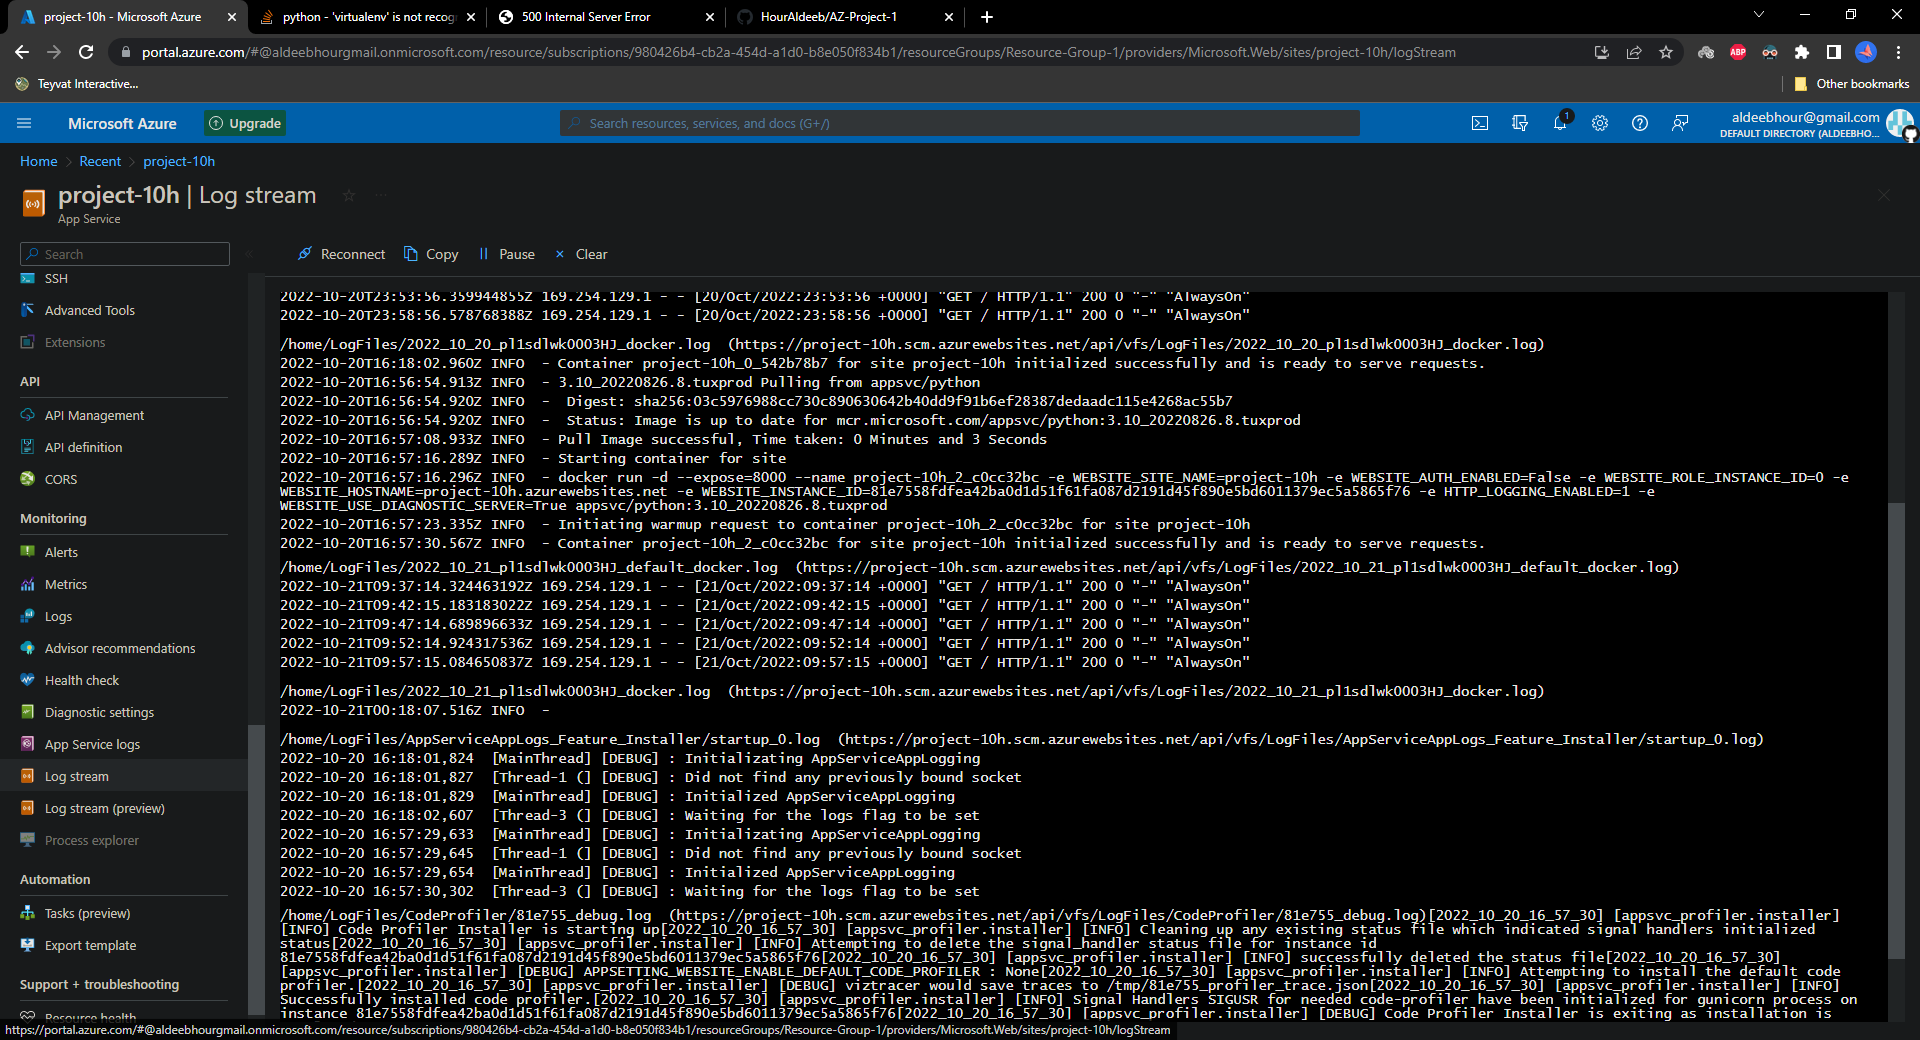 project-10h - Microsoft Azure
python - 'virtualenv' is not recog
500 Internal Server Error
HourAldeeb/AZ-Project-1
portal.azure.com/#@aldeebhourgmail.onmicrosoft.com/resource/subscriptions/980426b4-cb2a-454d-a1d0-b8e050f834b1/resourceGroups/Resource-Group-1/providers/Microsoft.Web/sites/project-10h/logStream
ABP
Teyvat Interactive...
Other bookmarks
Microsoft Azure
Upgrade
Search resources, services, and docs (G+/)
1
aldeebhour@gmail.com
DEFAULT DIRECTORY (ALDEEBHO...
Home > Recent > project-10h
project-10h | Log stream
App Service
Search
Reconnect
Copy
Pause
Clear
SSH
Advanced Tools
Extensions
API
API Management
API definition
CORS
Monitoring
Alerts
Metrics
Logs
Advisor recommendations
Health check
Diagnostic settings
App Service logs
Log stream
Log stream (preview)
Process explorer
Automation
Tasks (preview)
Export template
Support + troubleshooting
Resource health
2022-10-20T23:53:56.359944855Z 169.254.129.1 - - [20/Oct/2022:23:53:56 +0000] "GET / HTTP/1.1" 200 0 "-" "AlwaysOn"
2022-10-20T23:58:56.578768388Z 169.254.129.1 - - [20/Oct/2022:23:58:56 +0000] "GET / HTTP/1.1" 200 0 "-" "AlwaysOn"
/home/LogFiles/2022_10_20_pl1sdlwk0003HJ_docker.log  (https://project-10h.scm.azurewebsites.net/api/vfs/LogFiles/2022_10_20_pl1sdlwk0003HJ_docker.log)
2022-10-20T16:18:02.960Z INFO  - Container project-10h_0_542b78b7 for site project-10h initialized successfully and is ready to serve requests.
2022-10-20T16:56:54.913Z INFO  - 3.10_20220826.8.tuxprod Pulling from appsvc/python
2022-10-20T16:56:54.920Z INFO  -  Digest: sha256:03c5976988cc730c890630642b40dd9f91b6ef28387dedaadc115e4268ac55b7
2022-10-20T16:56:54.920Z INFO  -  Status: Image is up to date for mcr.microsoft.com/appsvc/python:3.10_20220826.8.tuxprod
2022-10-20T16:57:08.933Z INFO  - Pull Image successful, Time taken: 0 Minutes and 3 Seconds
2022-10-20T16:57:16.289Z INFO  - Starting container for site
2022-10-20T16:57:16.296Z INFO  - docker run -d --expose=8000 --name project-10h_2_c0cc32bc -e WEBSITE_SITE_NAME=project-10h -e WEBSITE_AUTH_ENABLED=False -e WEBSITE_ROLE_INSTANCE_ID=0 -e
WEBSITE_HOSTNAME=project-10h.azurewebsites.net -e WEBSITE_INSTANCE_ID=81e7558fdfea42ba0d1d51f61fa087d2191d45f890e5bd6011379ec5a5865f76 -e HTTP_LOGGING_ENABLED=1 -e
WEBSITE_USE_DIAGNOSTIC_SERVER=True appsvc/python:3.10_20220826.8.tuxprod
2022-10-20T16:57:23.335Z INFO  - Initiating warmup request to container project-10h_2_c0cc32bc for site project-10h
2022-10-20T16:57:30.567Z INFO  - Container project-10h_2_c0cc32bc for site project-10h initialized successfully and is ready to serve requests.
/home/LogFiles/2022_10_21_pl1sdlwk0003HJ_default_docker.log  (https://project-10h.scm.azurewebsites.net/api/vfs/LogFiles/2022_10_21_pl1sdlwk0003HJ_default_docker.log)
2022-10-21T09:37:14.324463192Z 169.254.129.1 - - [21/Oct/2022:09:37:14 +0000] "GET / HTTP/1.1" 200 0 "-" "AlwaysOn"
2022-10-21T09:42:15.183183022Z 169.254.129.1 - - [21/Oct/2022:09:42:15 +0000] "GET / HTTP/1.1" 200 0 "-" "AlwaysOn"
2022-10-21T09:47:14.689896633Z 169.254.129.1 - - [21/Oct/2022:09:47:14 +0000] "GET / HTTP/1.1" 200 0 "-" "AlwaysOn"
2022-10-21T09:52:14.924317536Z 169.254.129.1 - - [21/Oct/2022:09:52:14 +0000] "GET / HTTP/1.1" 200 0 "-" "AlwaysOn"
2022-10-21T09:57:15.084650837Z 169.254.129.1 - - [21/Oct/2022:09:57:15 +0000] "GET / HTTP/1.1" 200 0 "-" "AlwaysOn"
/home/LogFiles/2022_10_21_pl1sdlwk0003HJ_docker.log  (https://project-10h.scm.azurewebsites.net/api/vfs/LogFiles/2022_10_21_pl1sdlwk0003HJ_docker.log)
2022-10-21T00:18:07.516Z INFO  -
/home/LogFiles/AppServiceAppLogs_Feature_Installer/startup_0.log  (https://project-10h.scm.azurewebsites.net/api/vfs/LogFiles/AppServiceAppLogs_Feature_Installer/startup_0.log)
2022-10-20 16:18:01,824  [MainThread] [DEBUG] : Initializating AppServiceAppLogging
2022-10-20 16:18:01,827  [Thread-1 (] [DEBUG] : Did not find any previously bound socket
2022-10-20 16:18:01,829  [MainThread] [DEBUG] : Initialized AppServiceAppLogging
2022-10-20 16:18:02,607  [Thread-3 (] [DEBUG] : Waiting for the logs flag to be set
2022-10-20 16:57:29,633  [MainThread] [DEBUG] : Initializating AppServiceAppLogging
2022-10-20 16:57:29,645  [Thread-1 (] [DEBUG] : Did not find any previously bound socket
2022-10-20 16:57:29,654  [MainThread] [DEBUG] : Initialized AppServiceAppLogging
2022-10-20 16:57:30,302  [Thread-3 (] [DEBUG] : Waiting for the logs flag to be set
/home/LogFiles/CodeProfiler/81e755_debug.log  (https://project-10h.scm.azurewebsites.net/api/vfs/LogFiles/CodeProfiler/81e755_debug.log)[2022_10_20_16_57_30] [appsvc_profiler.installer]
[INFO] Code Profiler Installer is starting up[2022_10_20_16_57_30] [appsvc_profiler.installer] [INFO] Cleaning up any existing status file which indicated signal handlers initialized
status[2022_10_20_16_57_30] [appsvc_profiler.installer] [INFO] Attempting to delete the signal_handler status file for instance id
81e7558fdfea42ba0d1d51f61fa087d2191d45f890e5bd6011379ec5a5865f76[2022_10_20_16_57_30] [appsvc_profiler.installer] [INFO] successfully deleted the status file[2022_10_20_16_57_30]
[appsvc_profiler.installer] [DEBUG] APPSETTING_WEBSITE_ENABLE_DEFAULT_CODE_PROFILER : None[2022_10_20_16_57_30] [appsvc_profiler.installer] [INFO] Attempting to install the default code
profiler.[2022_10_20_16_57_30] [appsvc_profiler.installer] [DEBUG] viztracer would save traces to /tmp/81e755_profiler_trace.json[2022_10_20_16_57_30] [appsvc_profiler.installer] [INFO]
Successfully installed code profiler.[2022_10_20_16_57_30] [appsvc_profiler.installer] [INFO] Signal Handlers SIGUSR for needed code-profiler have been initialized for gunicorn process on
instance 81e7558fdfea42ba0d1d51f61fa087d2191d45f890e5bd6011379ec5a5865f76[2022_10_20_16_57_30] [appsvc_profiler.installer] [DEBUG] Code Profiler Installer is exiting as installation is
https://portal.azure.com/#@aldeebhourgmail.onmicrosoft.com/resource/subscriptions/980426b4-cb2a-454d-a1d0-b8e050f834b1/resourceGroups/Resource-Group-1/providers/Microsoft.Web/sites/project-10h/logStream